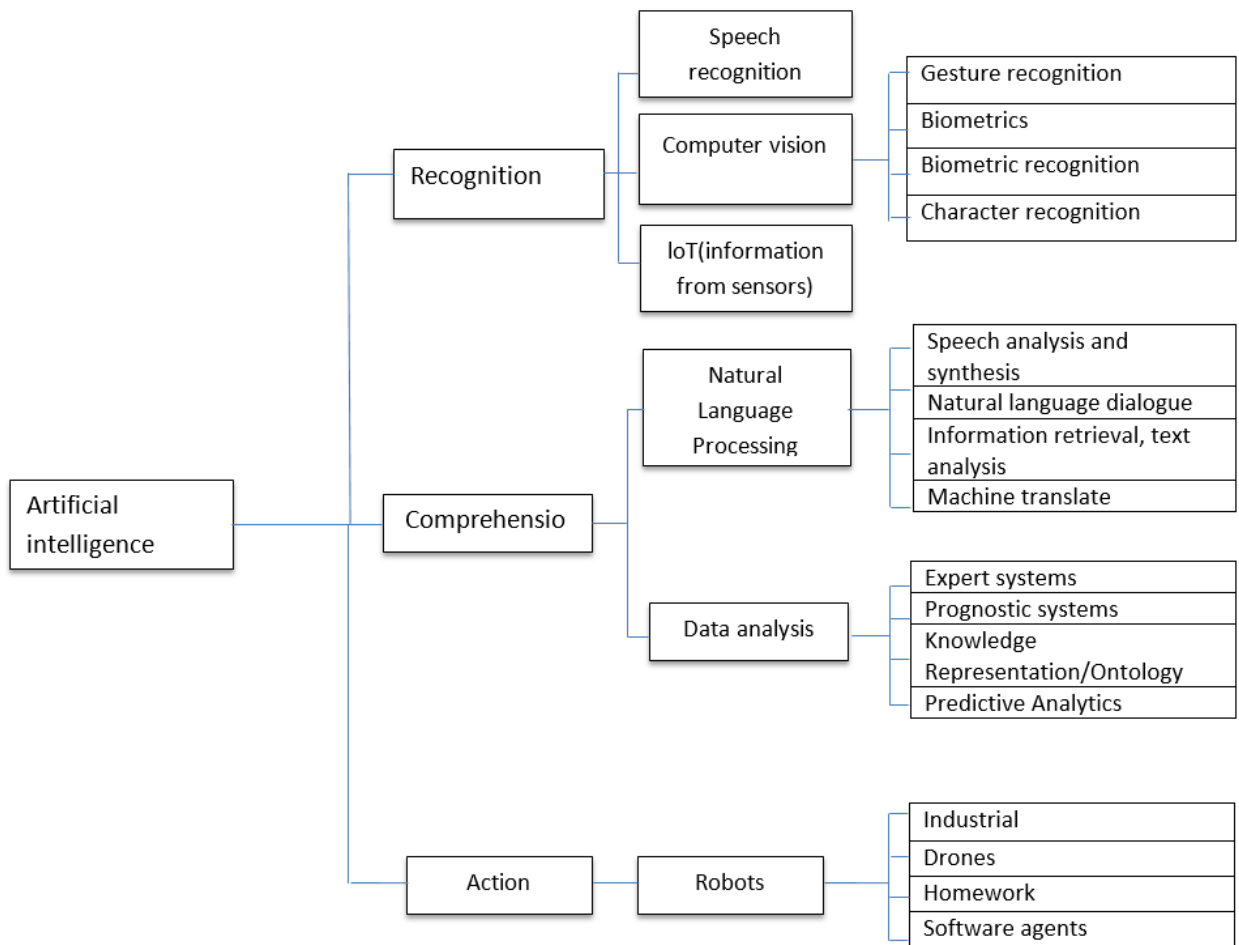 Artificial
intelligence
Recognition
Speech
recognition
Computer vision
Gesture recognition
Biometrics
Biometric recognition
Character recognition
IoT(information
from sensors)
Comprehensio
Natural
Language
Processing
Speech analysis and
synthesis
Natural language dialogue
Information retrieval, text
analysis
Machine translate
Data analysis
Expert systems
Prognostic systems
Knowledge
Representation/Ontology
Predictive Analytics
Action
Robots
Industrial
Drones
Homework
Software agents